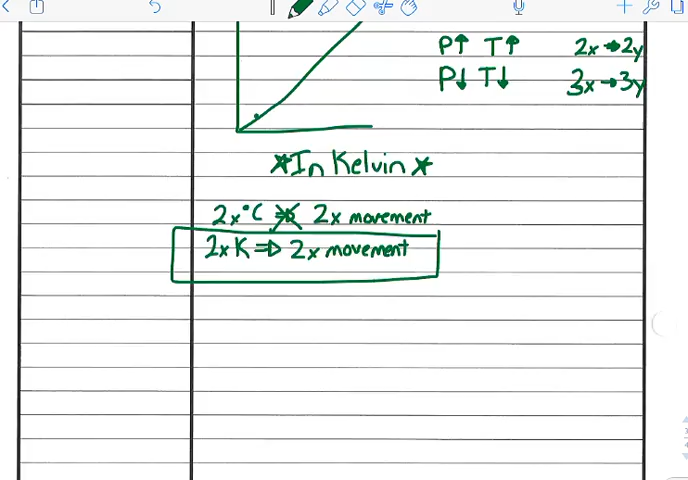 P↑ T↑ 2x→2y
P↓ T↓ 3x→3y
*In Kelvin*
2x°C ⇏ 2x movement
2x K ⇒ 2x movement